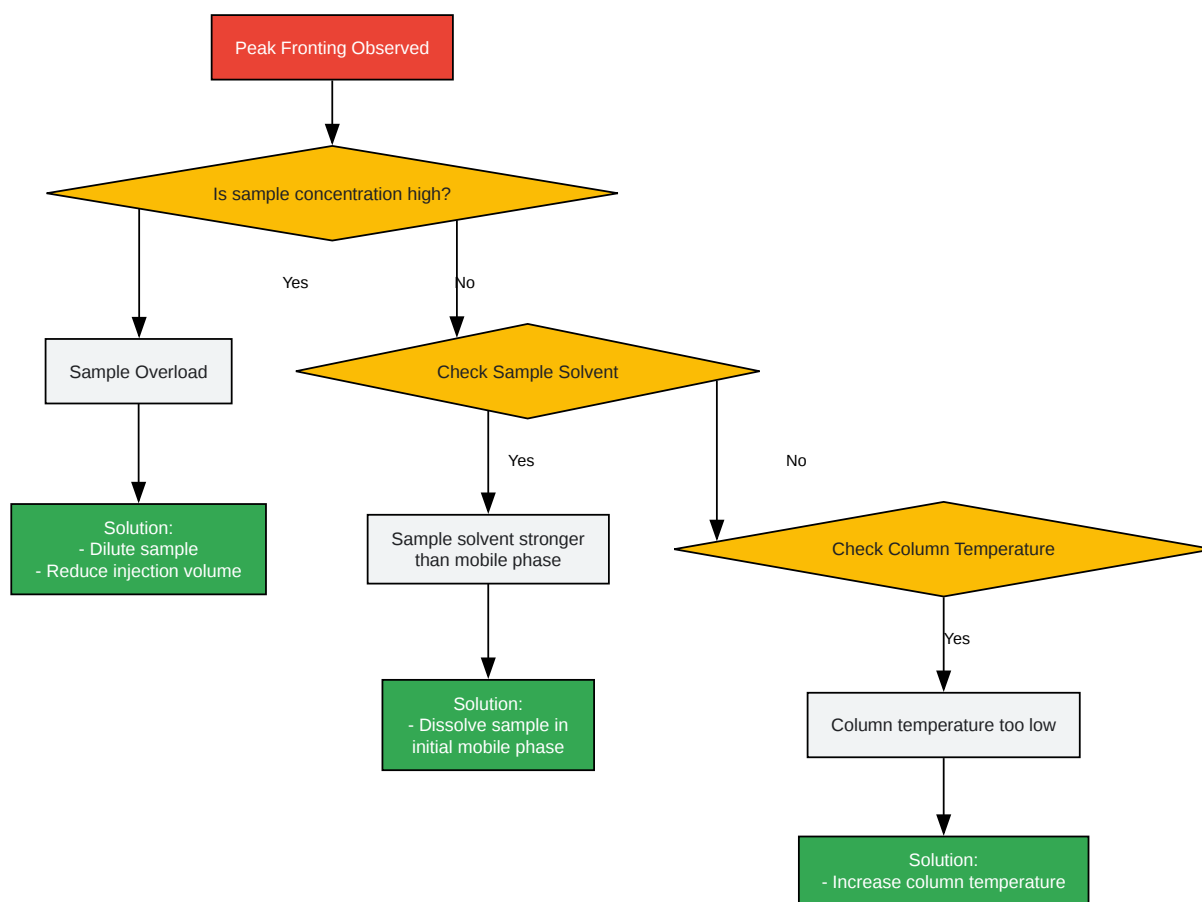 Peak Fronting Observed
Is sample concentration high?
Yes
No
Sample Overload
Check Sample Solvent
Yes
No
Solution:
- Dilute sample
- Reduce injection volume
Sample solvent stronger
than mobile phase
Check Column Temperature
Yes
Solution:
- Dissolve sample in
initial mobile phase
Column temperature too low
Solution:
- Increase column temperature